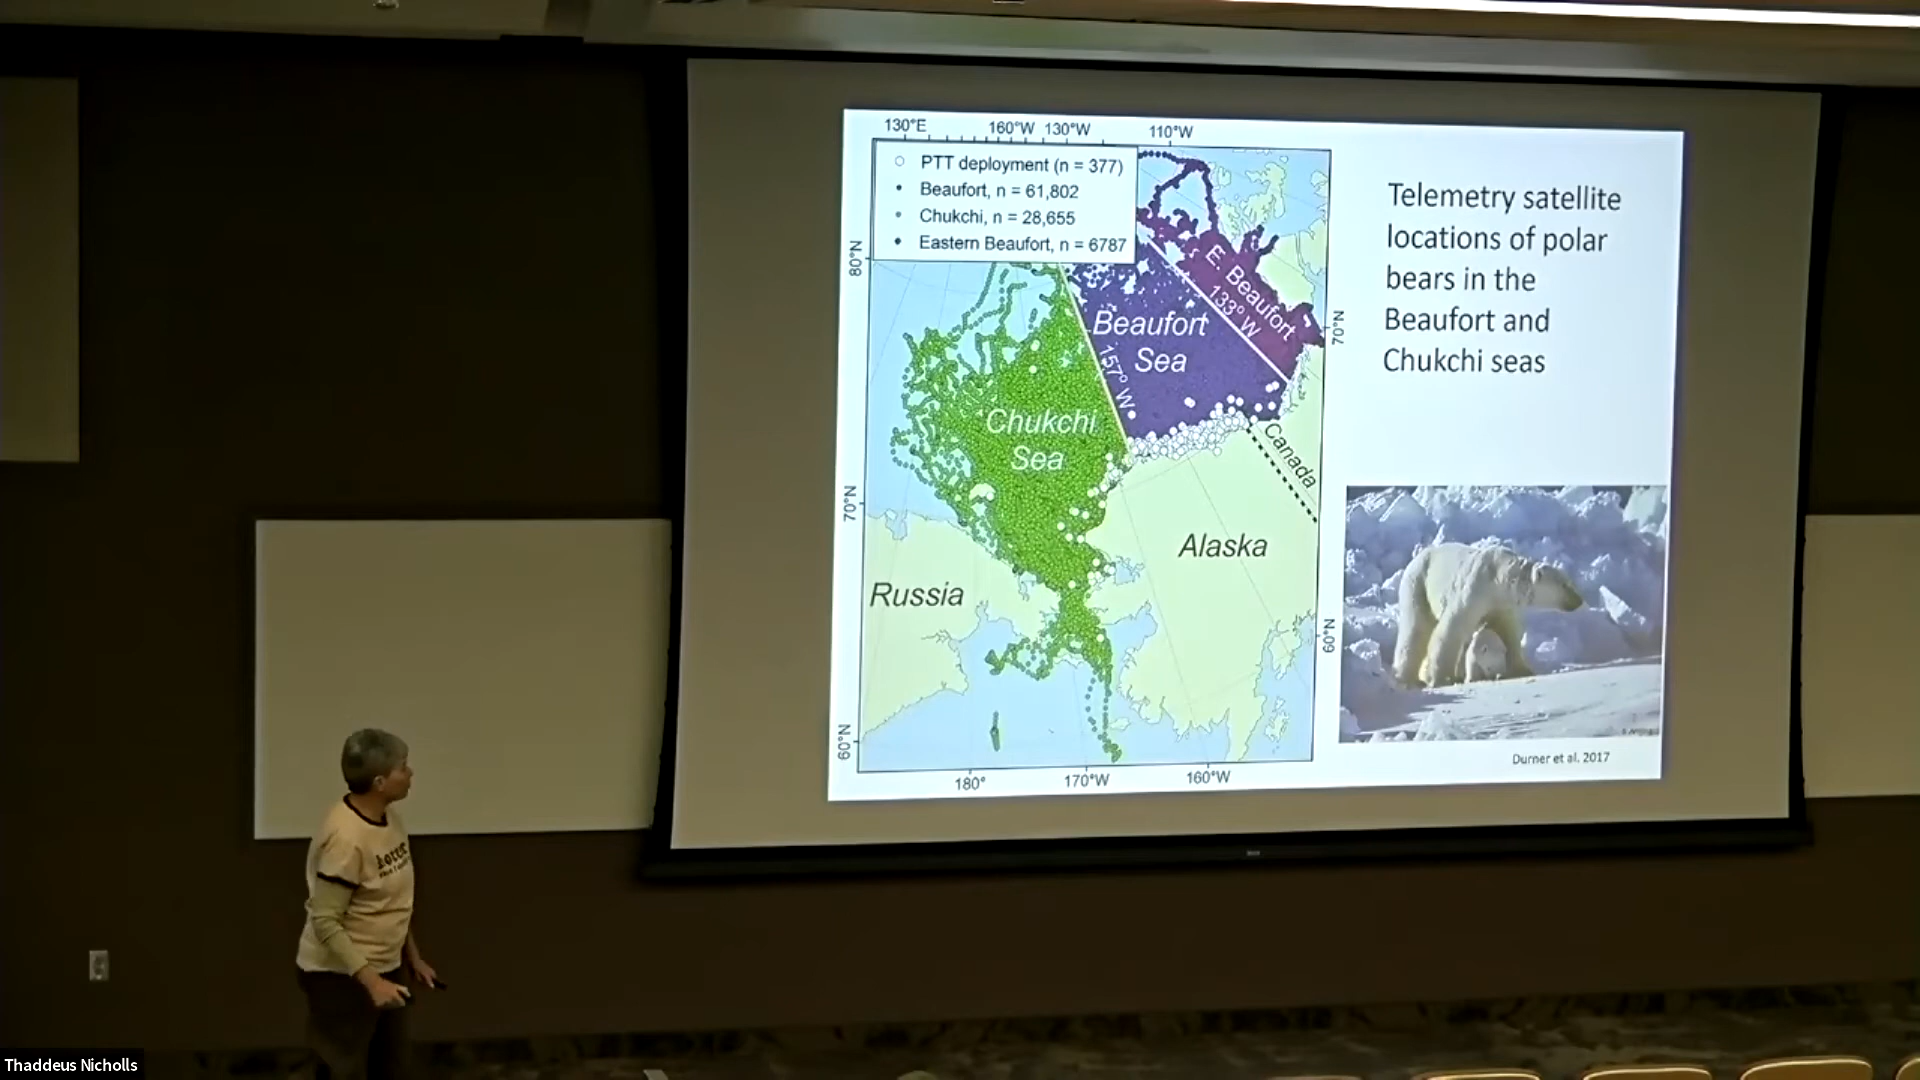 130°E 160°W 130°W 110°W
PTT deployment (n = 377)
Beaufort, n = 61,802
Chukchi, n = 28,655
Eastern Beaufort, n = 6787
80°N
E. Beaufort
133° W
Beaufort
Sea
157° W
70°N
Chukchi
Sea
Canada
70°N
Alaska
Russia
60°N
60°N
180° 170°W 160°W
Telemetry satellite
locations of polar
bears in the
Beaufort and
Chukchi seas
Durner et al. 2017
Thaddeus Nicholls